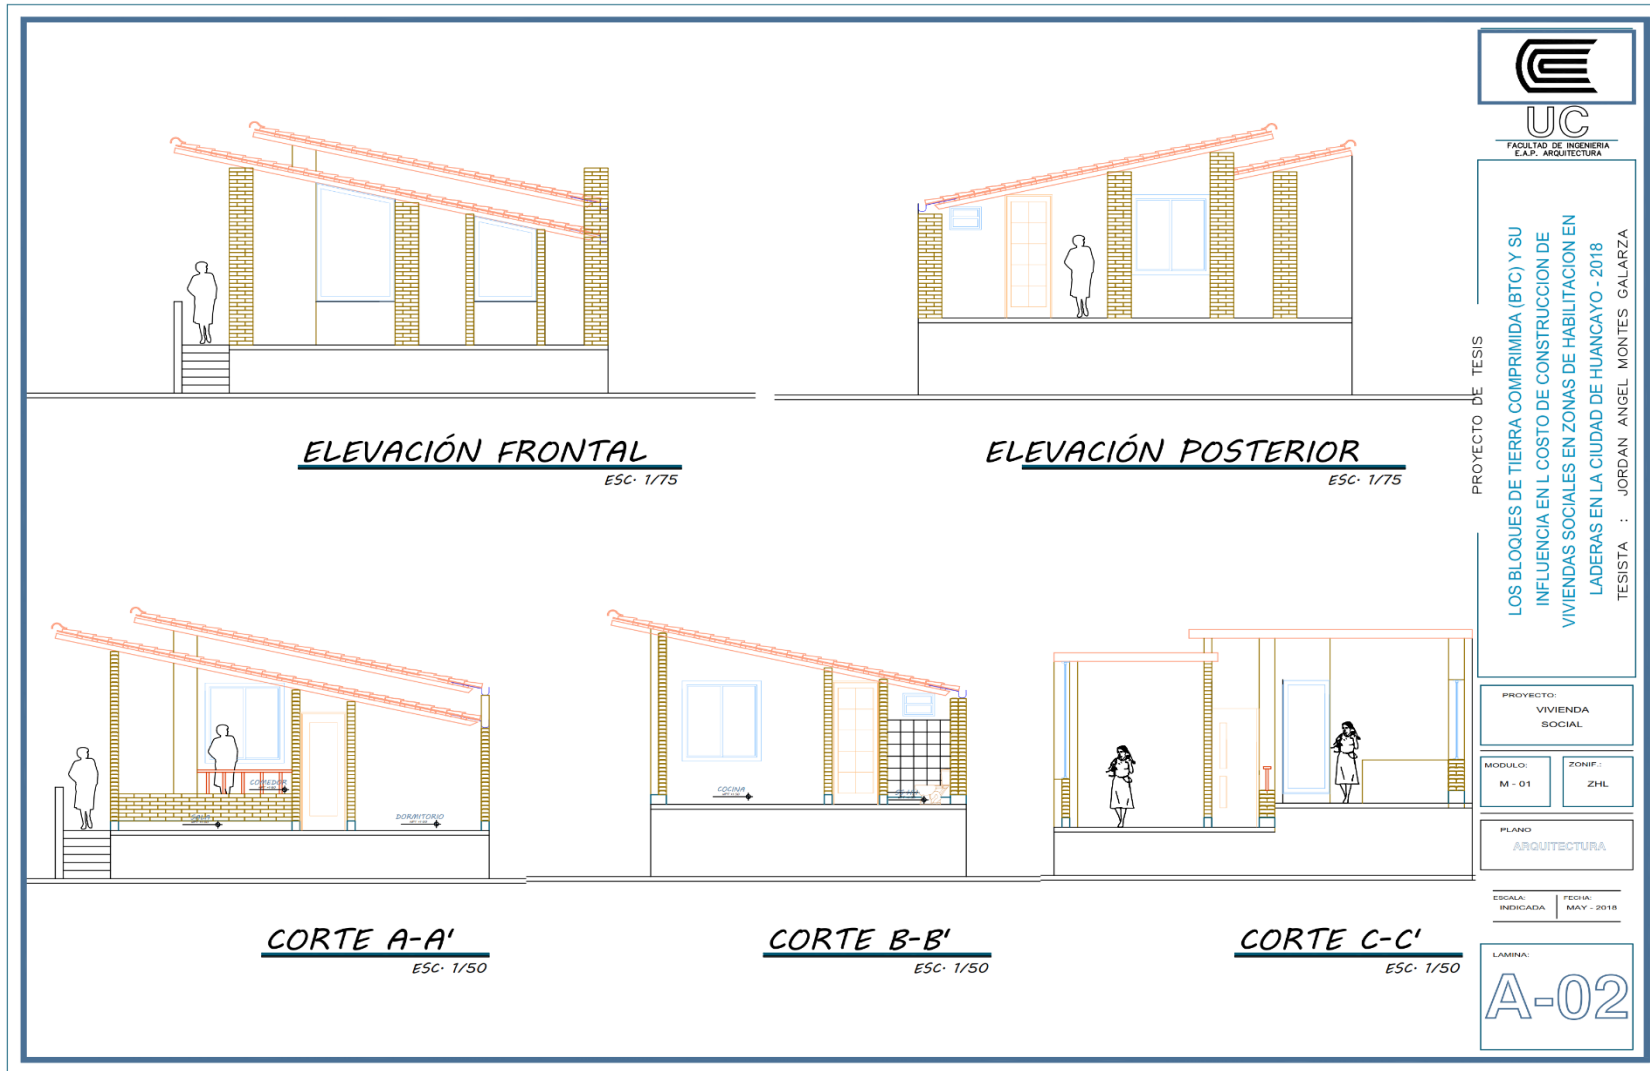 UC
FACULTAD DE INGENIERIA
E.A.P. ARQUITECTURA
ELEVACIÓN FRONTAL
ESC. 1/75
ELEVACIÓN POSTERIOR
ESC. 1/75
COMEDOR
SALA
DORMITORIO
COCINA
CORTE A-A'
ESC. 1/50
CORTE B-B'
ESC. 1/50
CORTE C-C'
ESC. 1/50
PROYECTO DE TESIS
LOS BLOQUES DE TIERRA COMPRIMIDA (BTC) Y SU
INFLUENCIA EN L COSTO DE CONSTRUCCION DE
VIVIENDAS SOCIALES EN ZONAS DE HABILITACION EN
LADERAS EN LA CIUDAD DE HUANCAYO - 2018
TESISTA : JORDAN ANGEL MONTES GALARZA
PROYECTO:
VIVIENDA
SOCIAL
MODULO:
M - 01
ZONIF.:
ZHL
PLANO
ARQUITECTURA
ESCALA:
INDICADA
FECHA:
MAY - 2018
LAMINA:
A-02